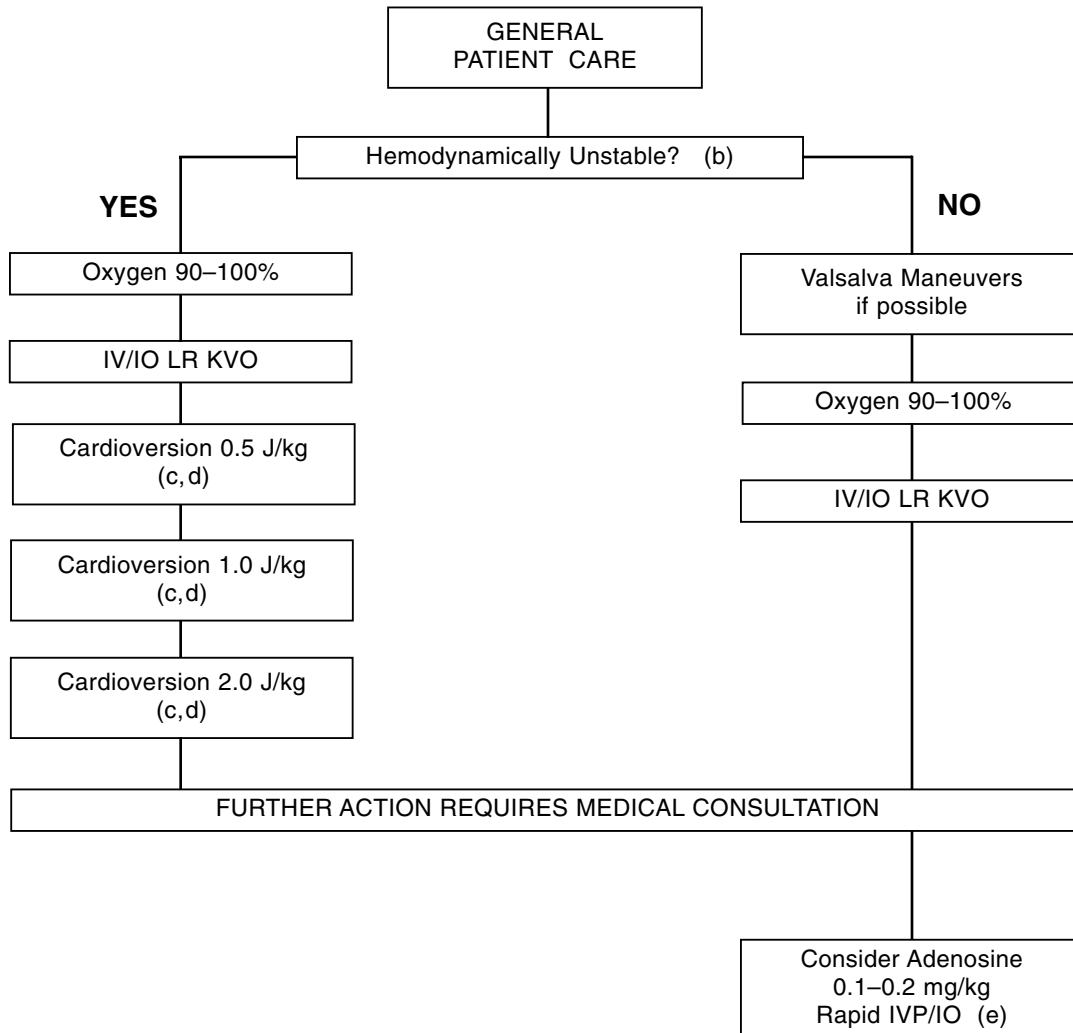 GENERAL
PATIENT CARE
Hemodynamically Unstable? (b)
YES
NO
Oxygen 90–100%
IV/IO LR KVO
Cardioversion 0.5 J/kg
(c,d)
Cardioversion 1.0 J/kg
(c,d)
Cardioversion 2.0 J/kg
(c,d)
Valsalva Maneuvers
if possible
Oxygen 90–100%
IV/IO LR KVO
FURTHER ACTION REQUIRES MEDICAL CONSULTATION
Consider Adenosine
0.1–0.2 mg/kg
Rapid IVP/IO (e)